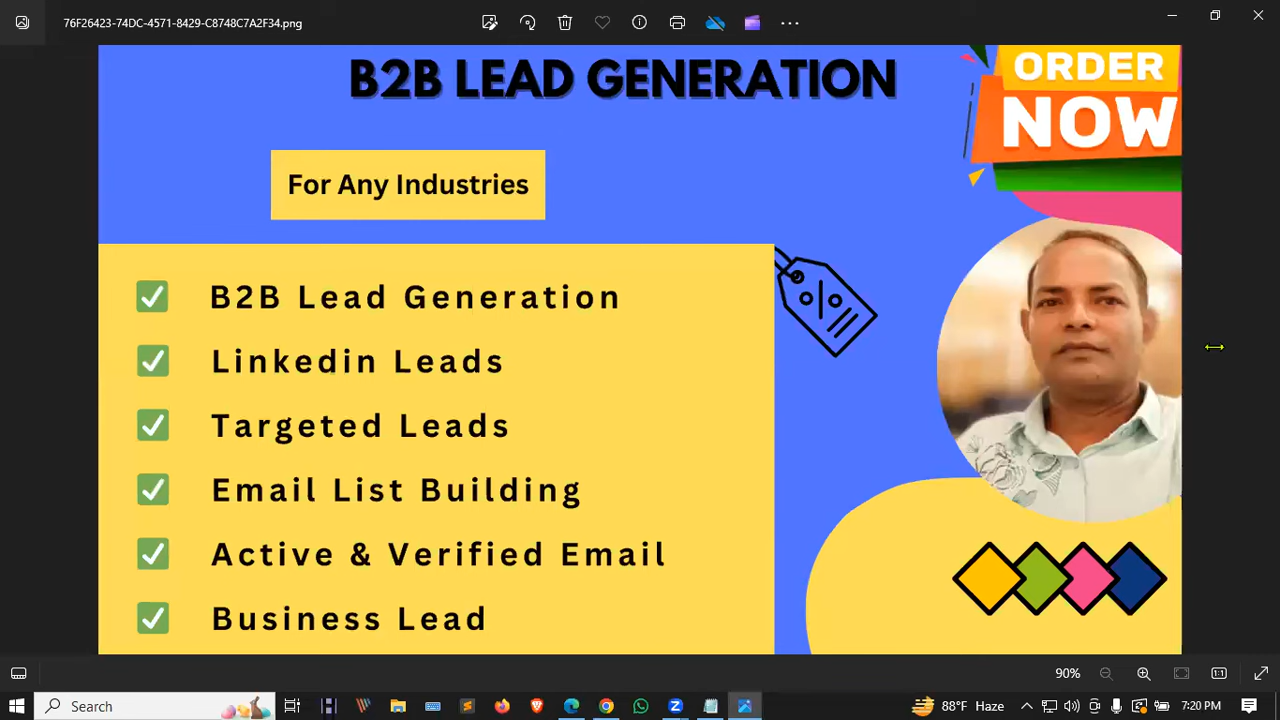 76F26423-74DC-4571-8429-C8748C7A2F34.png
B2B LEAD GENERATION
ORDER
NOW
For Any Industries
B2B Lead Generation
Linkedin Leads
Targeted Leads
Email List Building
Active & Verified Email
Business Lead
90%
Search
88°F Haze
7:20 PM